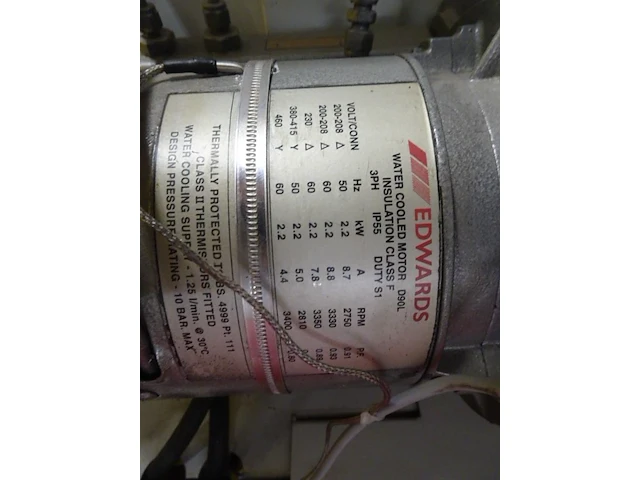 EDWARDS
WATER COOLED MOTOR D90L
INSULATION CLASS F
3PH IP55 DUTY S1
VOLT/CONN Hz kW A RPM P.F.
200-208 △ 50 2.2 8.7 2750 0.91
200-208 △ 60 2.2 8.8 3330 0.93
230 △ 60 2.2 7.8 3350
380-415 Y 50 2.2 5.0 2810
460 Y 60 2.2 4.4 3400
THERMALLY PROTECTED TO BS. 4999 Pt. 111
CLASS II THERMISTORS FITTED
WATER COOLING SUPPLY - 1.25 l/min. @ 30°C
DESIGN PRESSURE RATING - 10 BAR. MAX